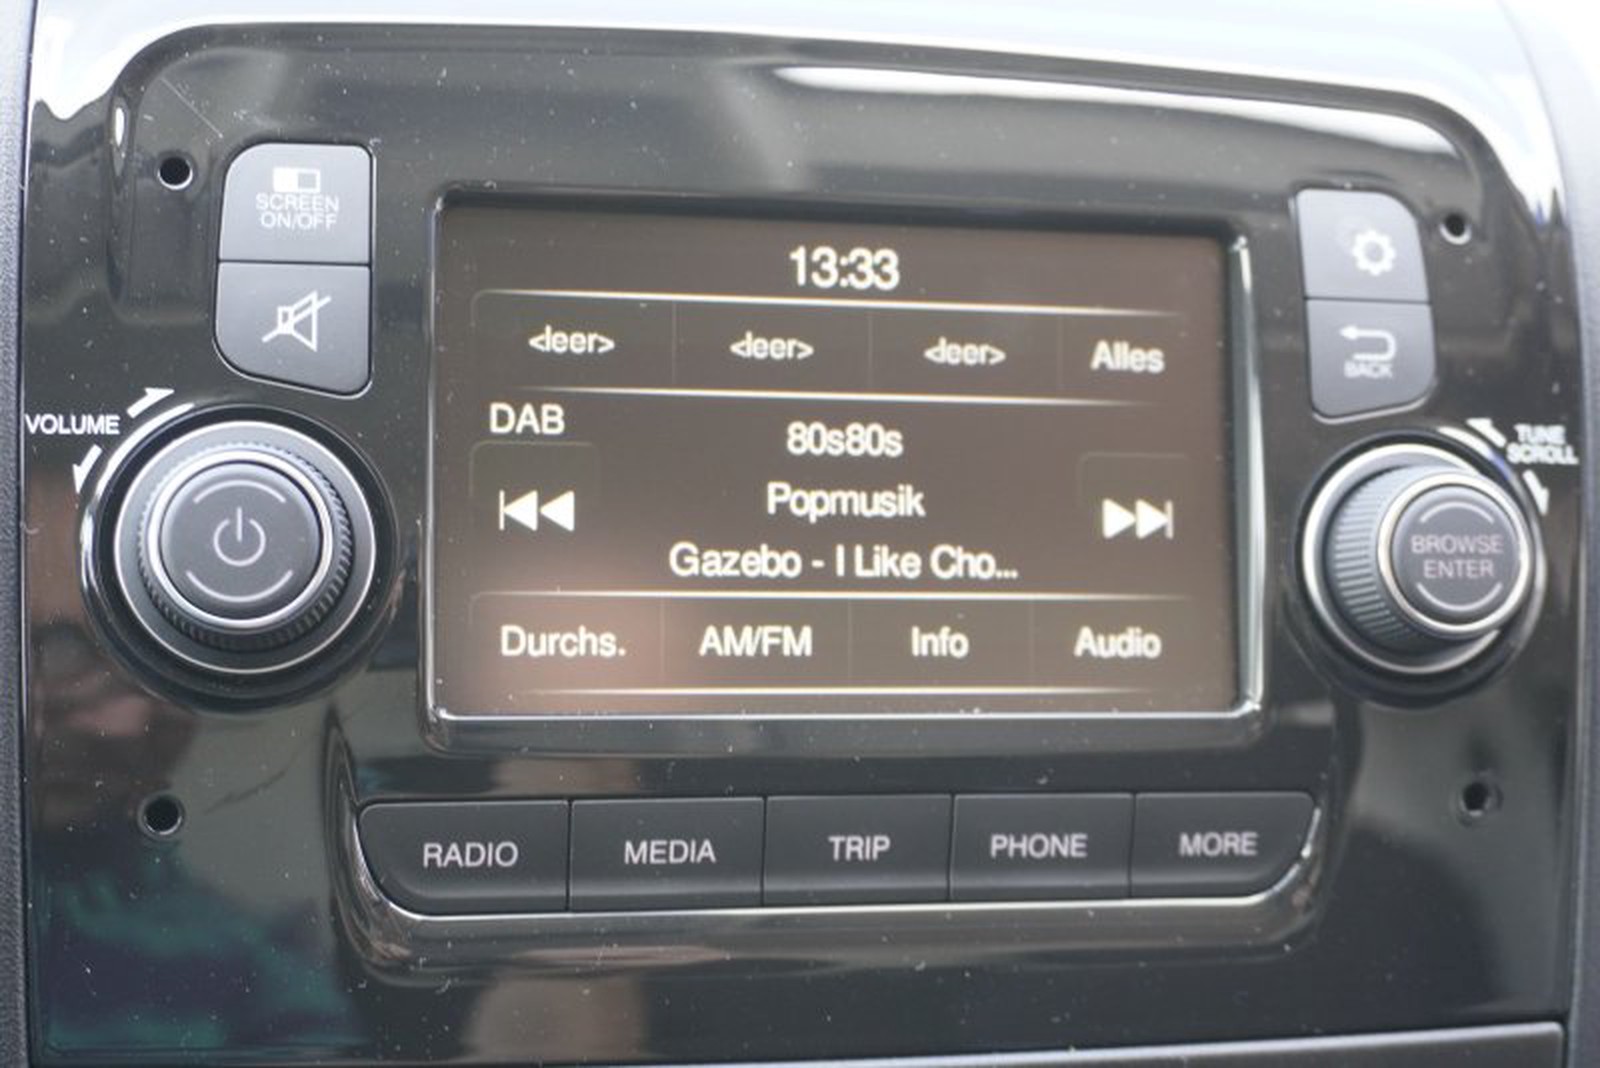 SCREEN
ON/OFF
13:33
<leer> <leer> <leer> Alles
BACK
VOLUME
TUNE
SCROLL
DAB
80s80s
Popmusik
Gazebo - I Like Cho...
BROWSE
ENTER
Durchs. AM/FM Info Audio
RADIO MEDIA TRIP PHONE MORE